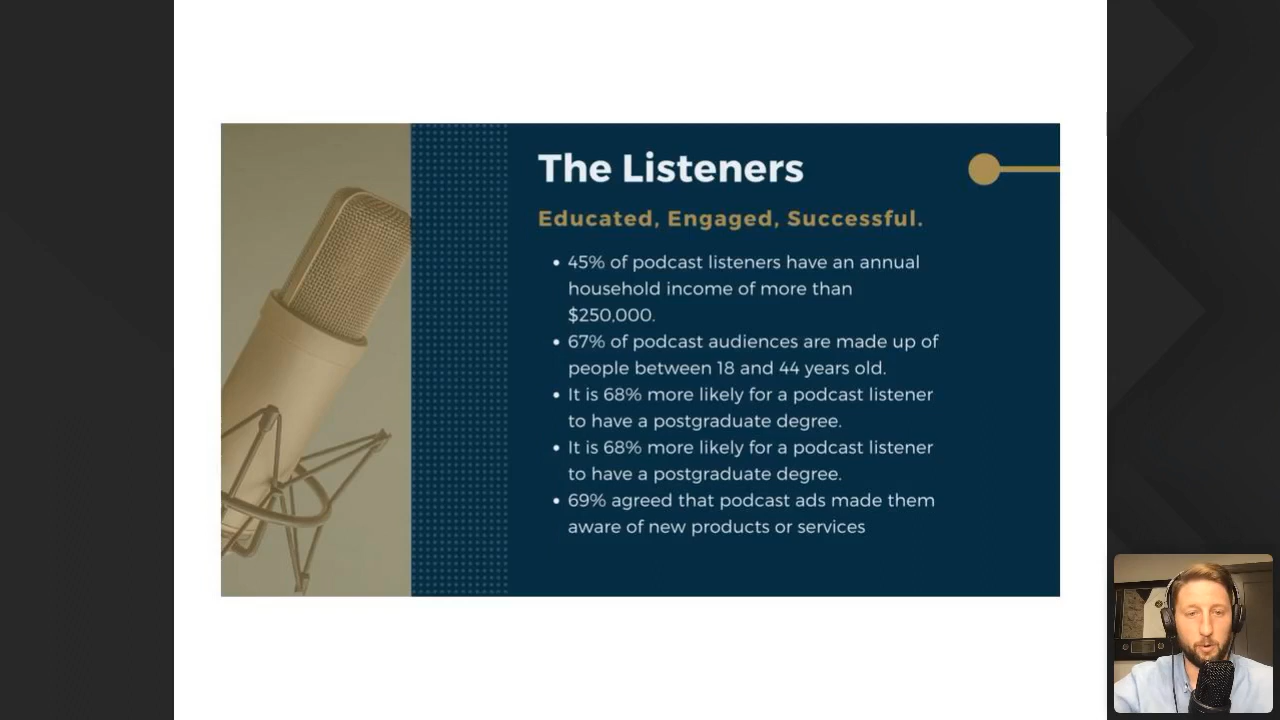 The Listeners
Educated, Engaged, Successful.
• 45% of podcast listeners have an annual
household income of more than
$250,000.
• 67% of podcast audiences are made up of
people between 18 and 44 years old.
• It is 68% more likely for a podcast listener
to have a postgraduate degree.
• It is 68% more likely for a podcast listener
to have a postgraduate degree.
• 69% agreed that podcast ads made them
aware of new products or services